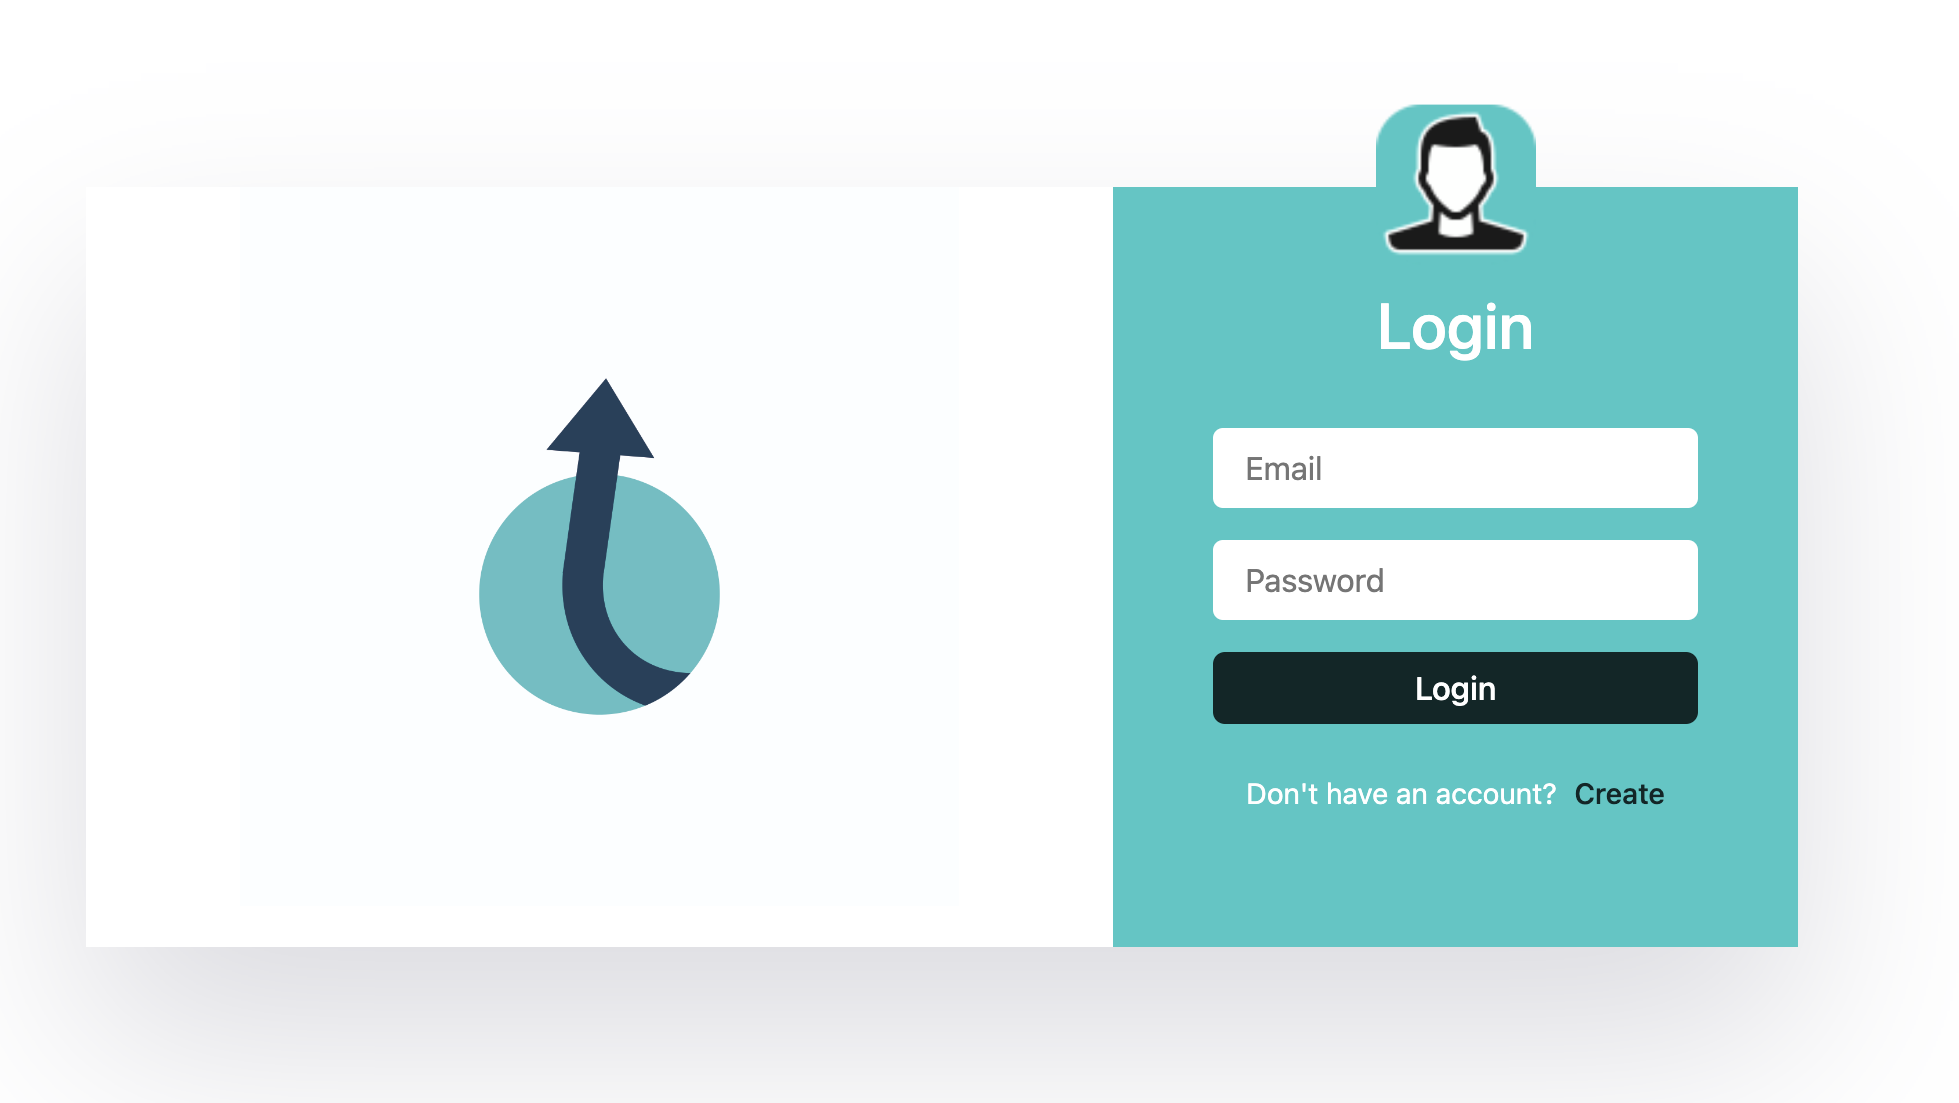 Login
Email
Password
Login
Don't have an account? Create